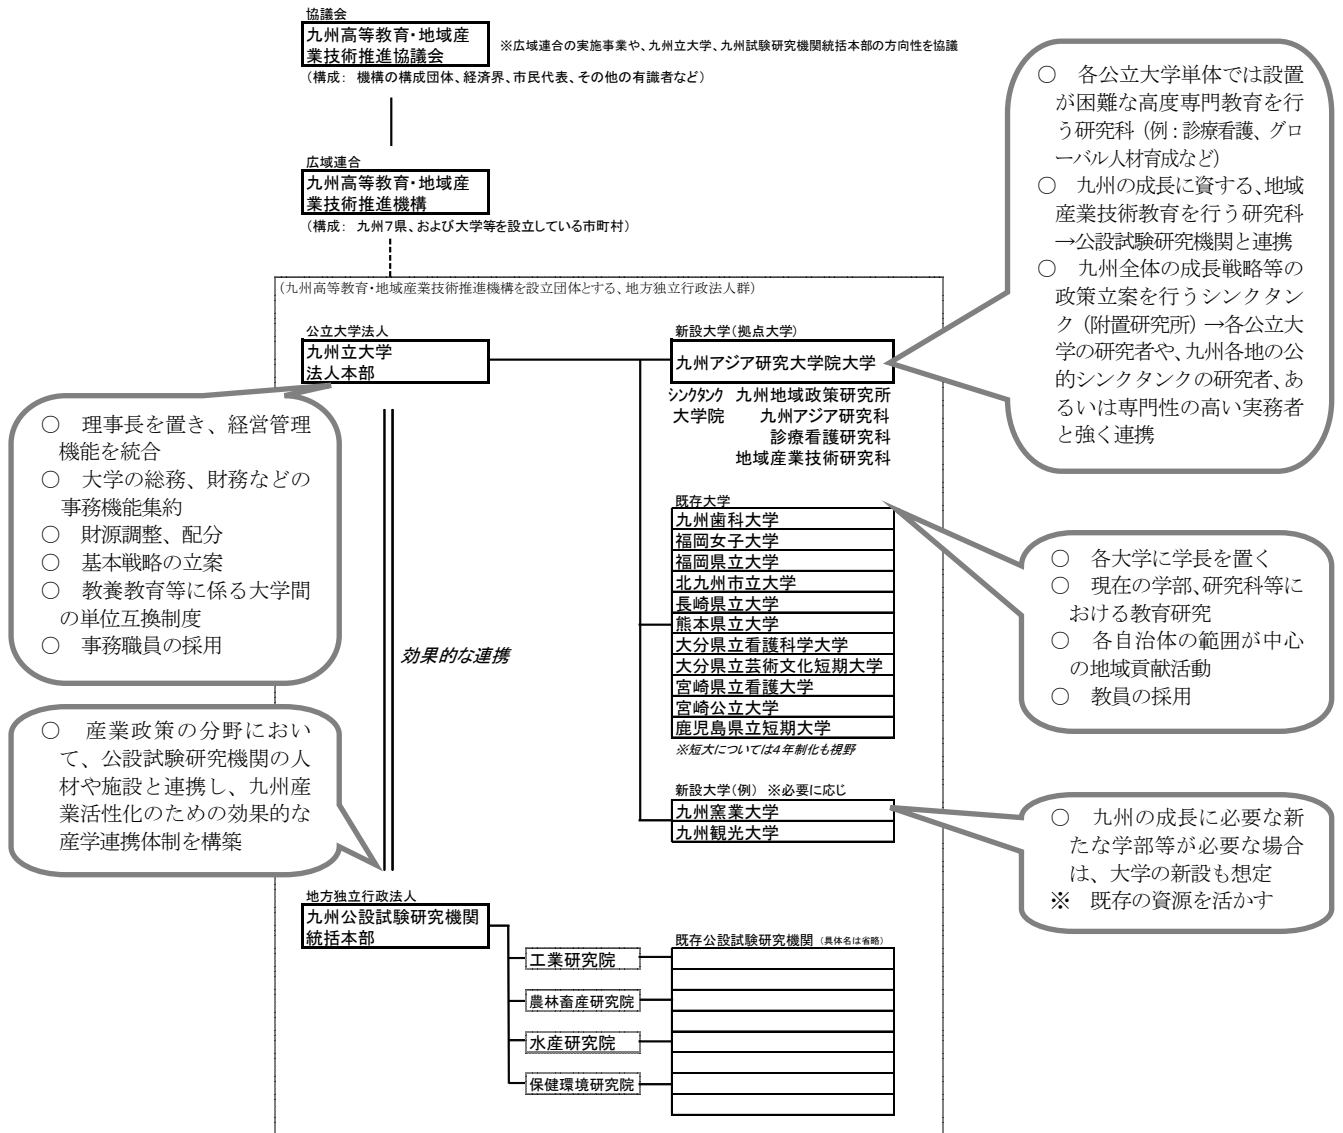 協議会
九州高等教育・地域産
業技術推進協議会
※広域連合の実施事業や、九州立大学、九州試験研究機関統括本部の方向性を協議
(構成： 機構の構成団体、経済界、市民代表、その他の有識者など)
広域連合
九州高等教育・地域産
業技術推進機構
(構成： 九州７県、および大学等を設立している市町村)
(九州高等教育・地域産業技術推進機構を設立団体とする、地方独立行政法人群)
公立大学法人
九州立大学
法人本部
新設大学(拠点大学)
九州アジア研究大学院大学
シンクタンク 九州地域政策研究所
大学院 九州アジア研究科
診療看護研究科
地域産業技術研究科
○ 各公立大学単体では設置
が困難な高度専門教育を行
う研究科（例：診療看護、グロ
ーバル人材育成など）
○ 九州の成長に資する、地域
産業技術教育を行う研究科
→公設試験研究機関と連携
○ 九州全体の成長戦略等の
政策立案を行うシンクタン
ク（附置研究所）→各公立大
学の研究者や、九州各地の公
的シンクタンクの研究者、あ
るいは専門性の高い実務者
と強く連携
○ 理事長を置き、経営管理
機能を統合
○ 大学の総務、財務などの
事務機能集約
○ 財源調整、配分
○ 基本戦略の立案
○ 教養教育等に係る大学間
の単位互換制度
○ 事務職員の採用
効果的な連携
既存大学
九州歯科大学
福岡女子大学
福岡県立大学
北九州市立大学
長崎県立大学
熊本県立大学
大分県立看護科学大学
大分県立芸術文化短期大学
宮崎県立看護大学
宮崎公立大学
鹿児島県立短期大学
※短大については４年制化も視野
○ 各大学に学長を置く
○ 現在の学部、研究科等に
おける教育研究
○ 各自治体の範囲が中心
の地域貢献活動
○ 教員の採用
○ 産業政策の分野におい
て、公設試験研究機関の人
材や施設と連携し、九州産
業活性化のための効果的な
産学連携体制を構築
新設大学(例) ※必要に応じ
九州窯業大学
九州観光大学
○ 九州の成長に必要な新
たな学部等が必要な場合
は、大学の新設も想定
※ 既存の資源を活かす
地方独立行政法人
九州公設試験研究機関
統括本部
既存公設試験研究機関 (具体名は省略)
工業研究院
農林畜産研究院
水産研究院
保健環境研究院